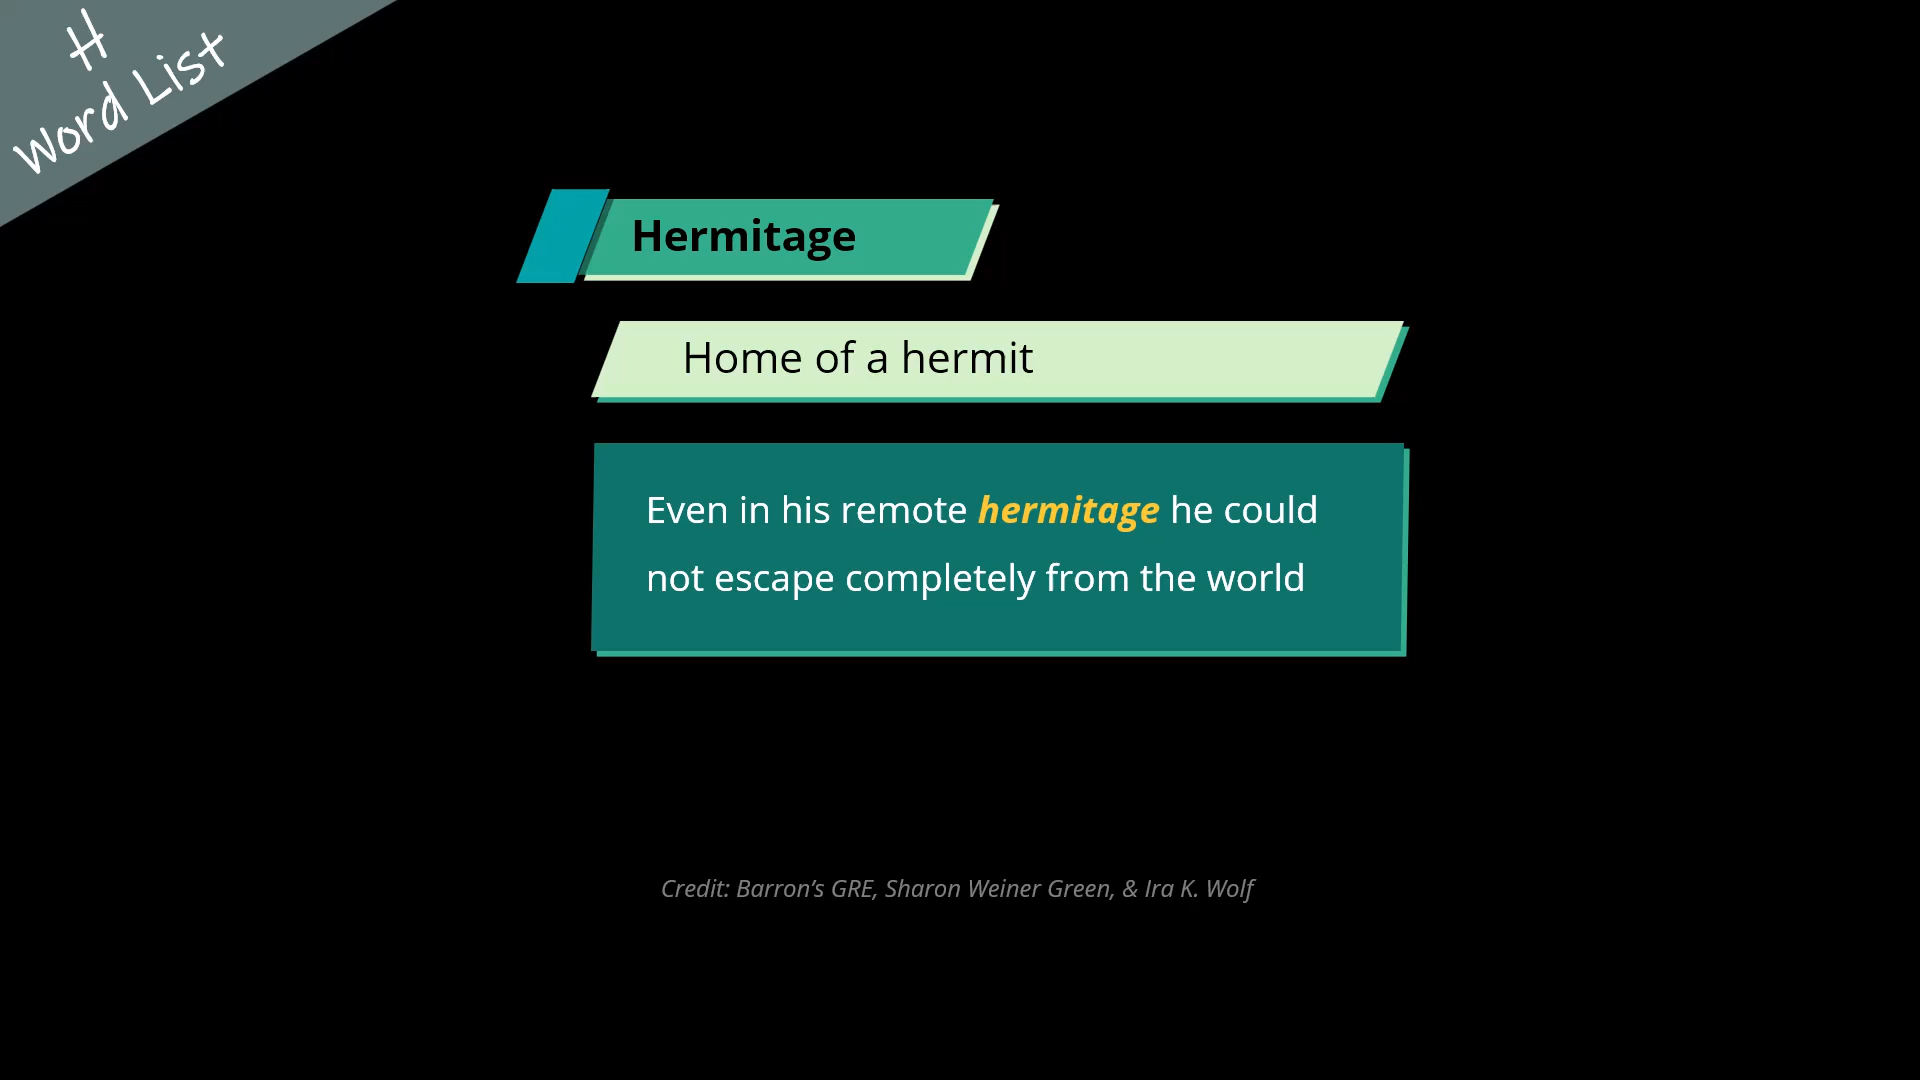 H
Word List
Hermitage
Home of a hermit
Even in his remote hermitage he could
not escape completely from the world
Credit: Barron’s GRE, Sharon Weiner Green, & Ira K. Wolf